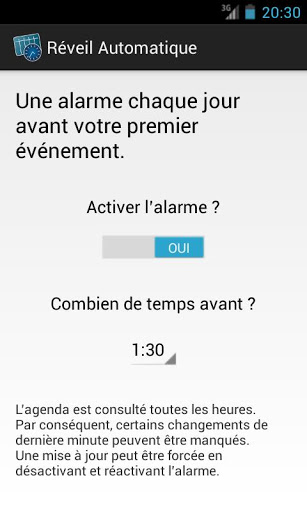 3G 20:30
Réveil Automatique
Une alarme chaque jour
avant votre premier
événement.
Activer l'alarme ?
OUI
Combien de temps avant ?
1:30
L'agenda est consulté toutes les heures.
Par conséquent, certains changements de
dernière minute peuvent être manqués.
Une mise à jour peut être forcée en
désactivant et réactivant l'alarme.